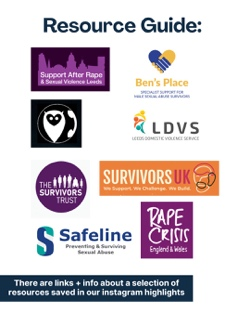 Resource Guide:
Support After Rape
& Sexual Violence Leeds
Ben's Place
SPECIALIST SUPPORT FOR
MALE SEXUAL ABUSE SURVIVORS
LDVS
LEEDS DOMESTIC VIOLENCE SERVICE
THE
SURVIVORS
TRUST
SURVIVORS UK
We Support. We Challenge. We Build.
Safeline
Preventing & Surviving
Sexual Abuse
RAPE
CRISIS
England & Wales
There are links + info about a selection of
resources saved in our instagram highlights